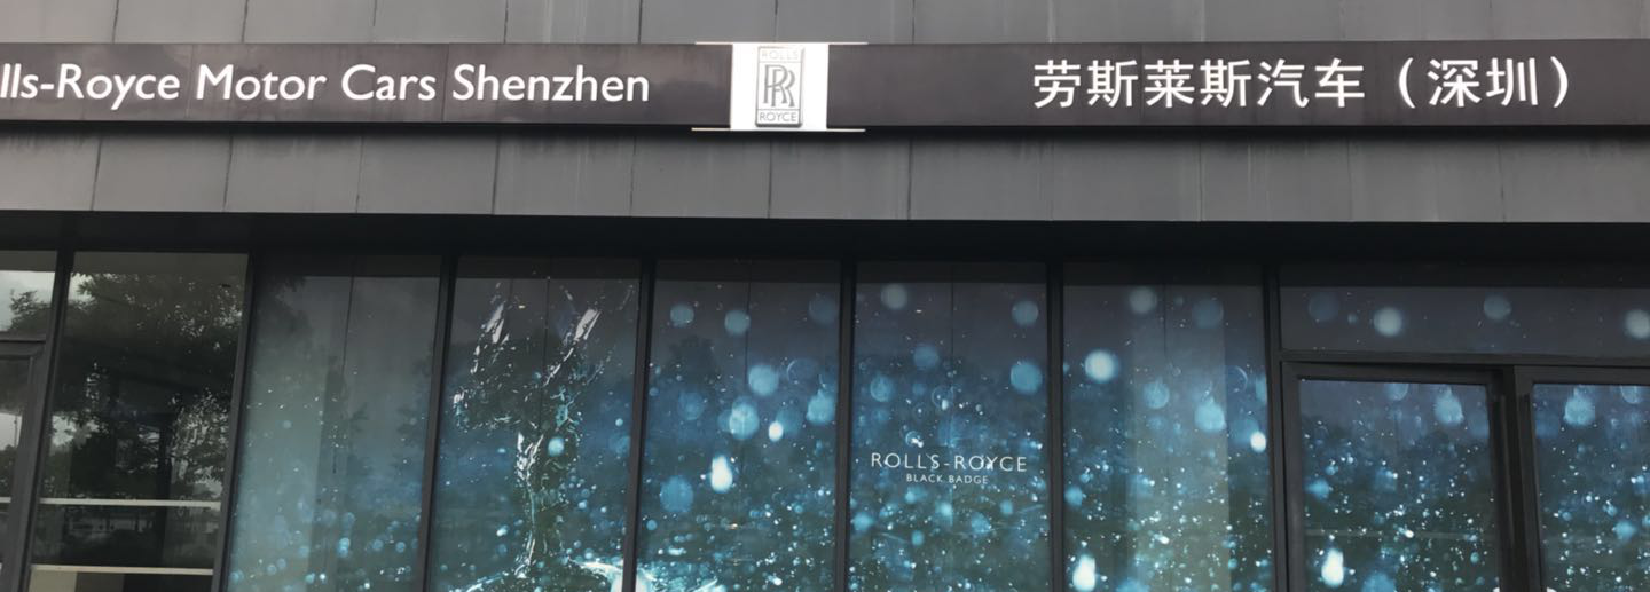 lls-Royce Motor Cars Shenzhen
ROLLS
RR
ROYCE
劳斯莱斯汽车（深圳）
ROLLS-ROYCE
BLACK BADGE